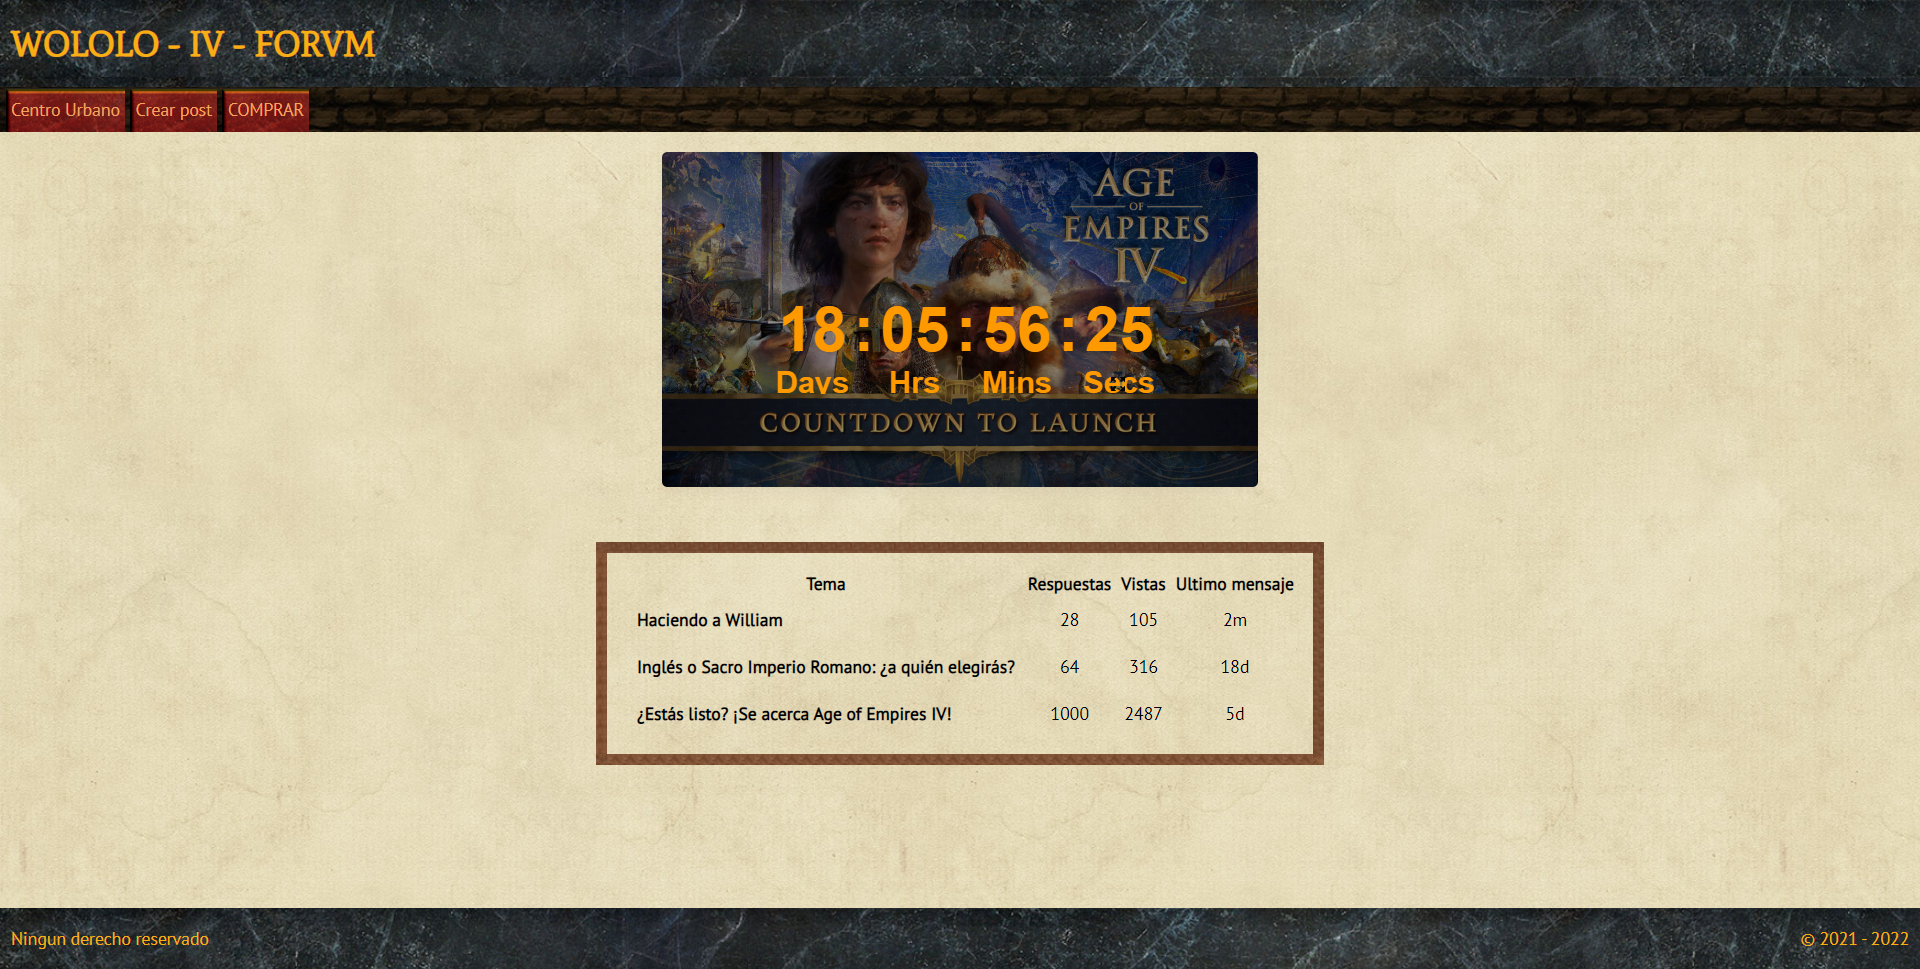 WOLOLO - IV - FORVM
Centro Urbano Crear post COMPRAR
AGE
OF
EMPIRES
IV
18:05:56:25
Days Hrs Mins Secs
COUNTDOWN TO LAUNCH
Tema Respuestas Vistas Ultimo mensaje
Haciendo a William 28 105 2m
Inglés o Sacro Imperio Romano: ¿a quién elegirás? 64 316 18d
¿Estás listo? ¡Se acerca Age of Empires IV! 1000 2487 5d
Ningun derecho reservado © 2021 - 2022